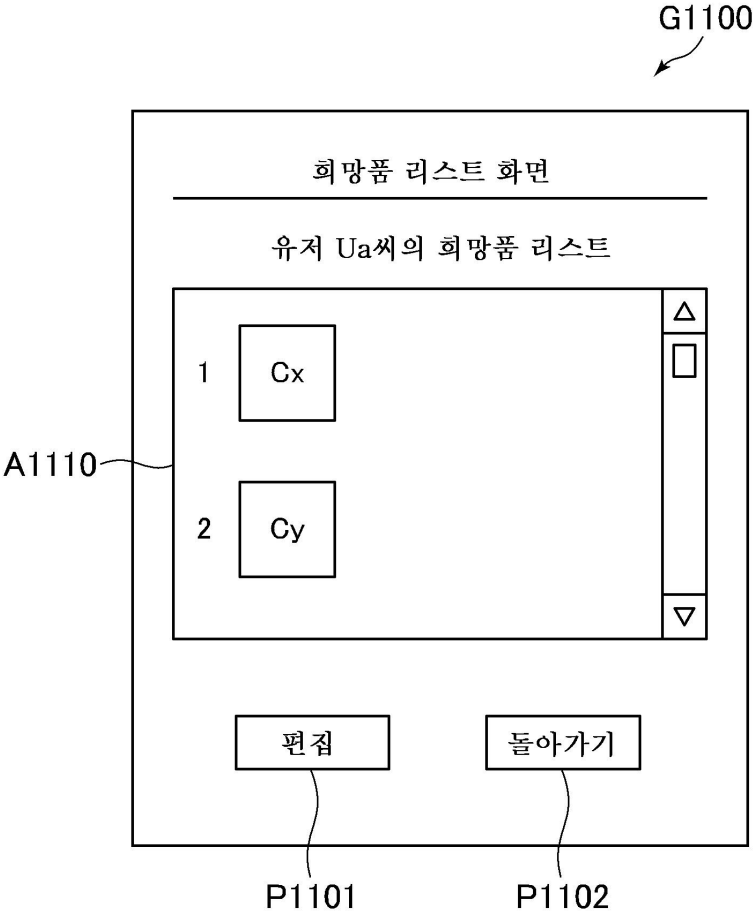 G1100
희망품 리스트 화면
유저 Ua씨의 희망품 리스트
1 Cx
A1110
2 Cy
편집 돌아가기
P1101 P1102